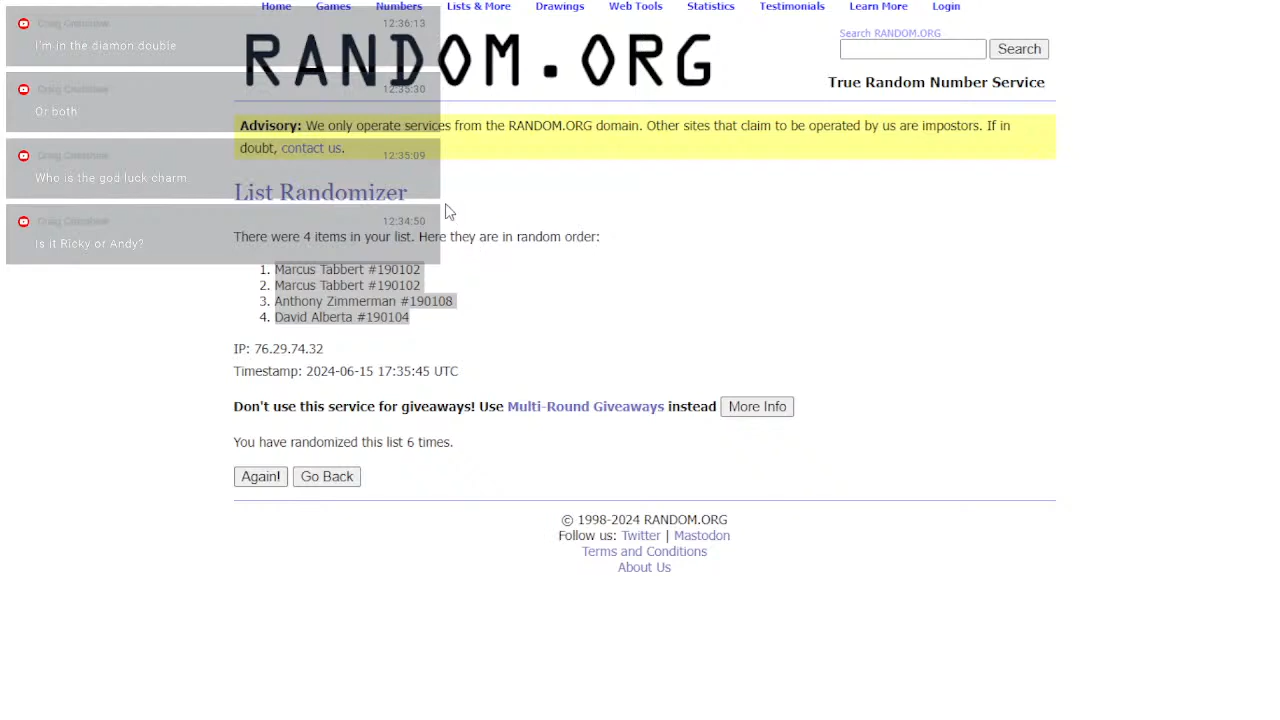 Home Games Numbers Lists & More Drawings Web Tools Statistics Testimonials Learn More Login
RANDOM.ORG
Search RANDOM.ORG
Search
True Random Number Service
12:36:13
I'm in the diamon double
12:35:30
Or both
12:35:09
Who is the god luck charm
12:34:50
Is it Ricky or Andy?
Advisory: We only operate services from the RANDOM.ORG domain. Other sites that claim to be operated by us are impostors. If in
doubt, contact us.
List Randomizer
There were 4 items in your list. Here they are in random order:
1. Marcus Tabbert #190102
2. Marcus Tabbert #190102
3. Anthony Zimmerman #190108
4. David Alberta #190104
IP: 76.29.74.32
Timestamp: 2024-06-15 17:35:45 UTC
Don't use this service for giveaways! Use Multi-Round Giveaways instead More Info
You have randomized this list 6 times.
Again! Go Back
© 1998-2024 RANDOM.ORG
Follow us: Twitter | Mastodon
Terms and Conditions
About Us